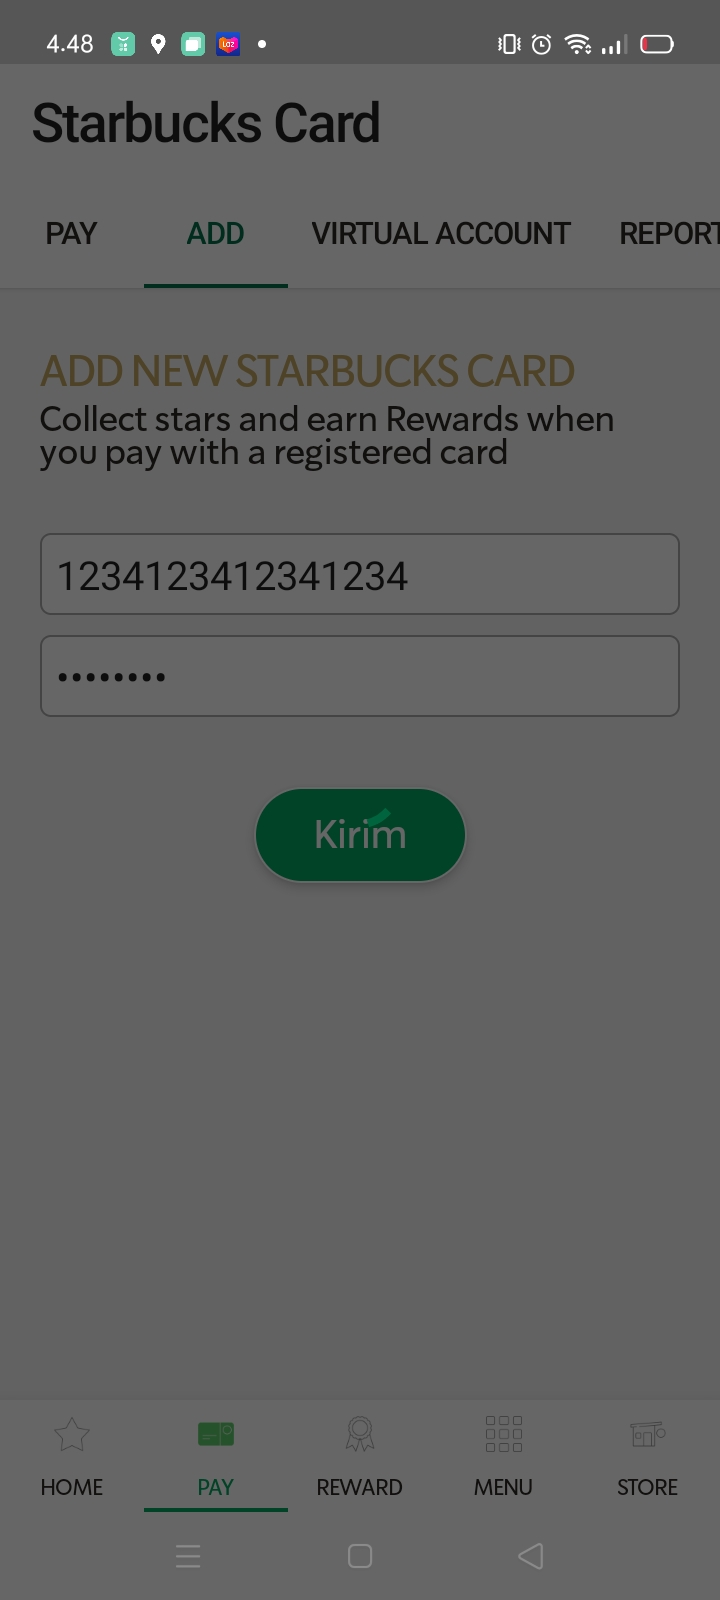 4.48
Starbucks Card
PAY ADD VIRTUAL ACCOUNT REPORT
ADD NEW STARBUCKS CARD
Collect stars and earn Rewards when
you pay with a registered card
1234123412341234
••••••••
Kirim
HOME PAY REWARD MENU STORE